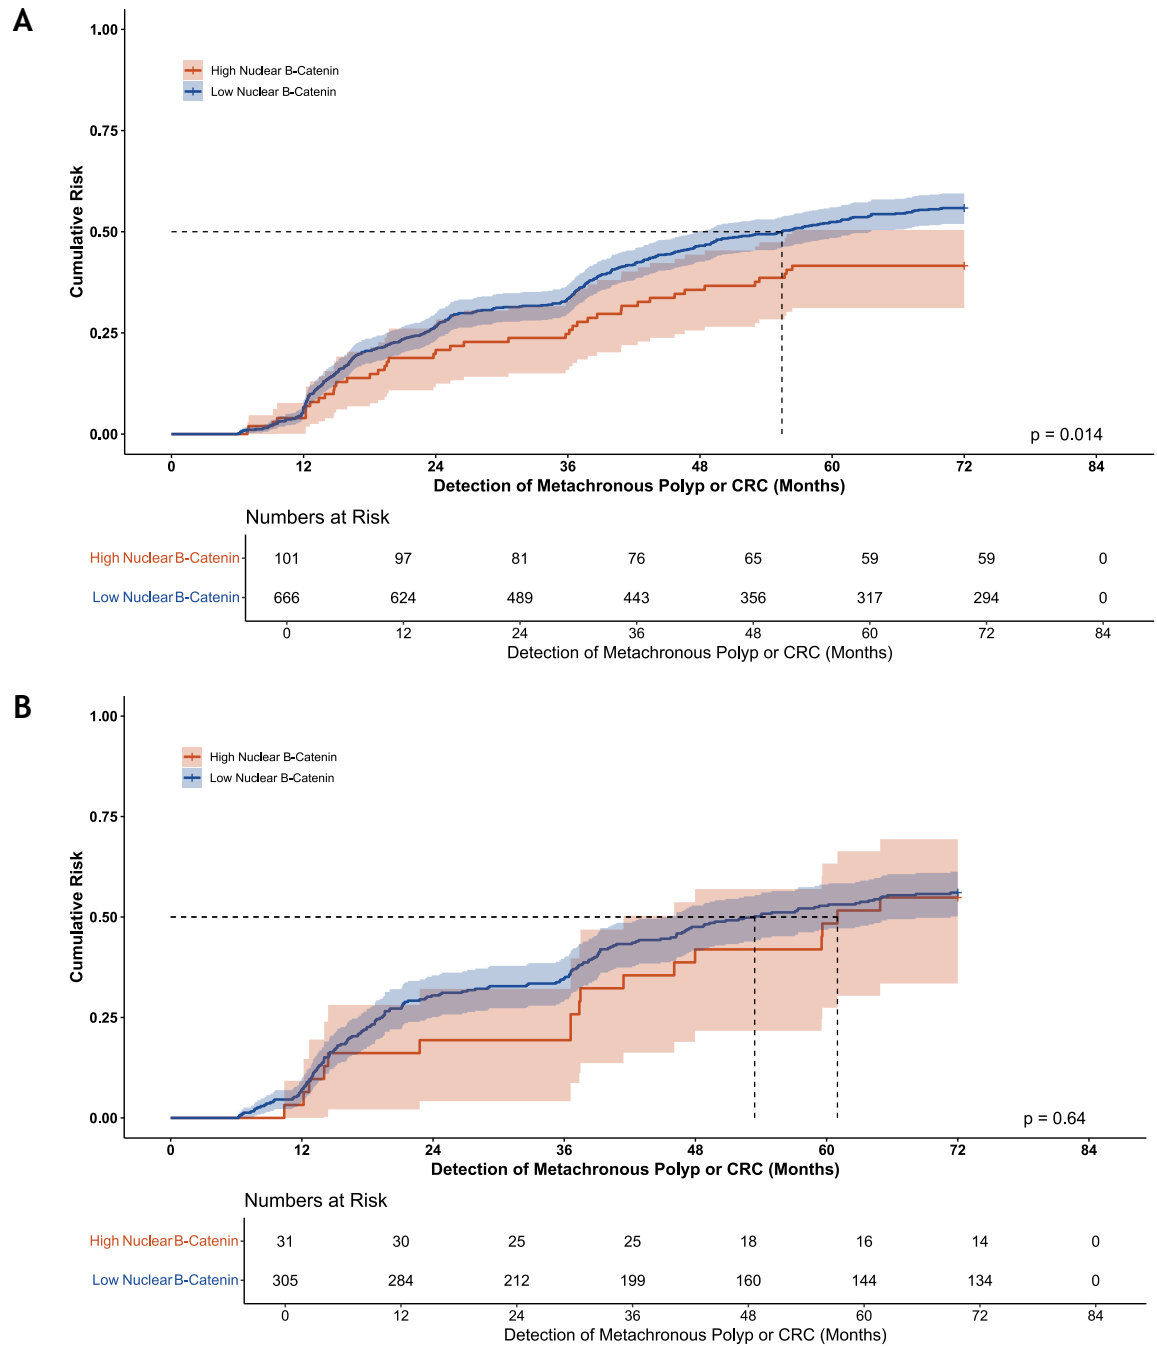 A
1.00
High Nuclear B-Catenin
Low Nuclear B-Catenin
0.75
Cumulative Risk
0.50
0.25
0.00
p = 0.014
0 12 24 36 48 60 72 84
Detection of Metachronous Polyp or CRC (Months)
Numbers at Risk
High Nuclear B-Catenin 101 97 81 76 65 59 59 0
Low Nuclear B-Catenin 666 624 489 443 356 317 294 0
0 12 24 36 48 60 72 84
Detection of Metachronous Polyp or CRC (Months)
B
1.00
High Nuclear B-Catenin
Low Nuclear B-Catenin
0.75
Cumulative Risk
0.50
0.25
0.00
p = 0.64
0 12 24 36 48 60 72 84
Detection of Metachronous Polyp or CRC (Months)
Numbers at Risk
High Nuclear B-Catenin 31 30 25 25 18 16 14 0
Low Nuclear B-Catenin 305 284 212 199 160 144 134 0
0 12 24 36 48 60 72 84
Detection of Metachronous Polyp or CRC (Months)